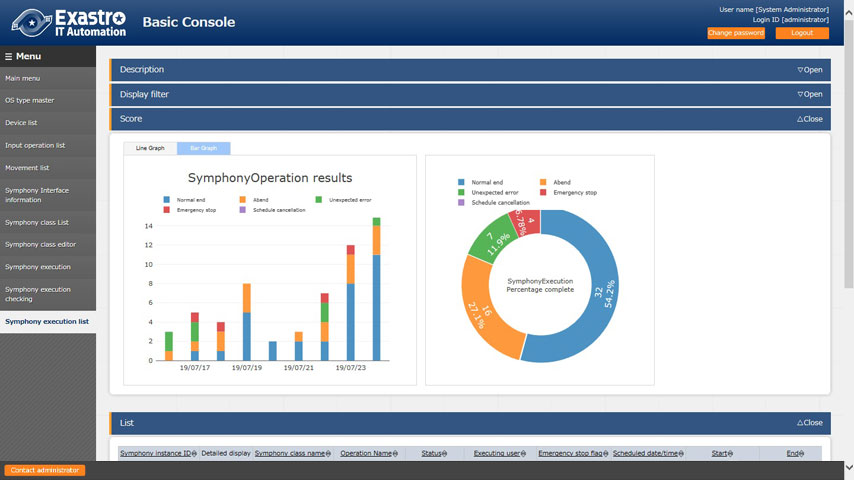 Exastro
IT Automation
Basic Console
User name [System Administrator]
Login ID [administrator]
Change password
Logout
☰ Menu
Main menu
OS type master
Device list
Input operation list
Movement list
Symphony Interface
information
Symphony class List
Symphony class editor
Symphony execution
Symphony execution
checking
Symphony execution list
Contact administrator
Description
▽Open
Display filter
▽Open
Score
△Close
Line Graph
Bar Graph
SymphonyOperation results
Normal end
Abend
Unexpected error
Emergency stop
Schedule cancellation
14
12
10
8
6
4
2
0
19/07/17
19/07/19
19/07/21
19/07/23
Normal end
Abend
Unexpected error
Emergency stop
Schedule cancellation
4
6.78%
7
11.9%
16
27.1%
32
54.2%
SymphonyExecution
Percentage complete
List
△Close
Symphony instance ID
Detailed display
Symphony class name
Operation Name
Status
Executing user
Emergency stop flag
Scheduled date/time
Start
End